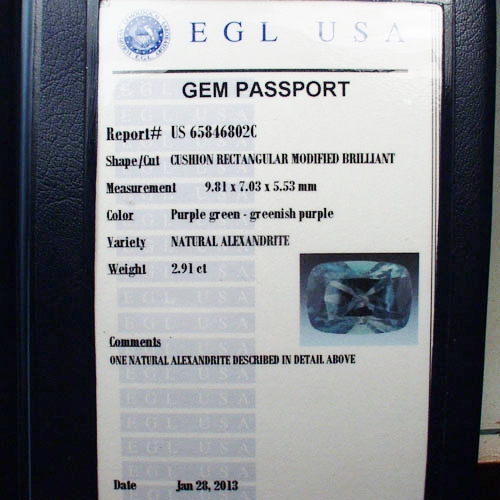 EGL USA
GEM PASSPORT
Report# US 65846802C
Shape/Cut CUSHION RECTANGULAR MODIFIED BRILLIANT
Measurement 9.81 x 7.03 x 5.53 mm
Color Purple green - greenish purple
Variety NATURAL ALEXANDRITE
Weight 2.91 ct
Comments
ONE NATURAL ALEXANDRITE DESCRIBED IN DETAIL ABOVE
Date Jan 28, 2013